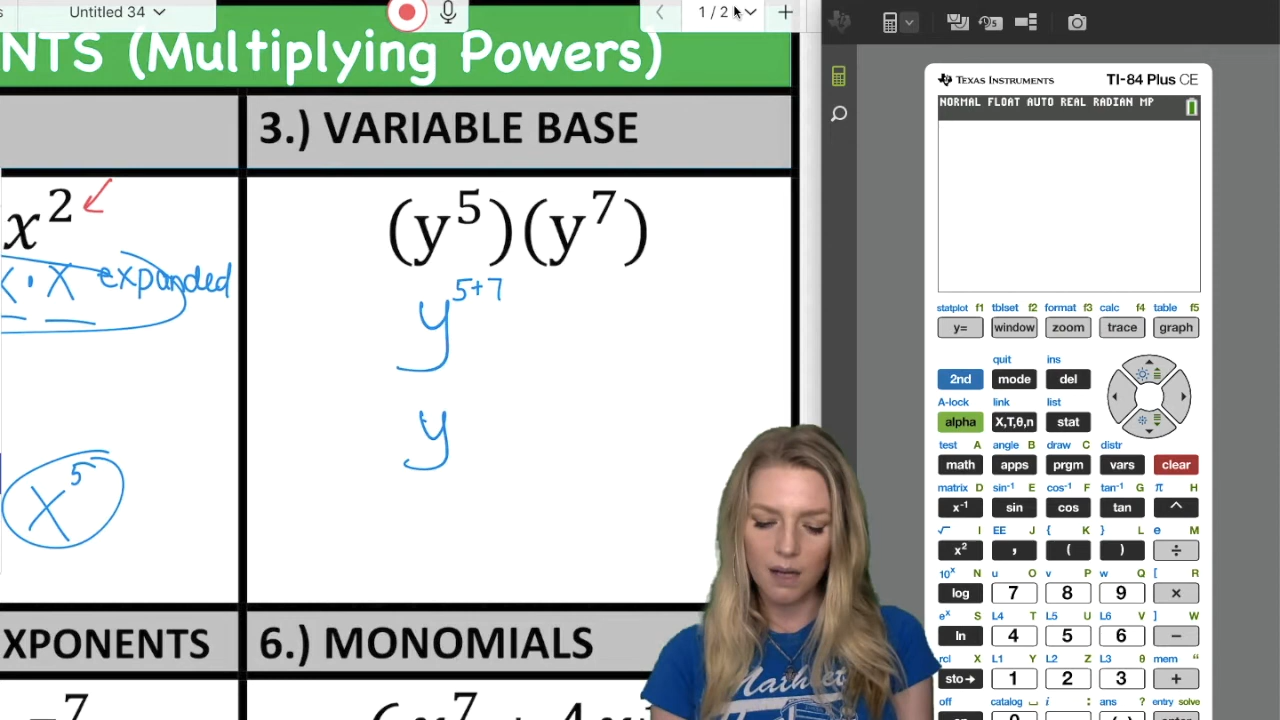 Untitled 34
1 / 2
NTS (Multiplying Powers)
3.) VARIABLE BASE
x²
(y⁵)(y⁷)
X · X expanded
y⁵⁺⁷
y
X⁵
XPONENTS
6.) MONOMIALS
Mathlete
TEXAS INSTRUMENTS TI-84 Plus CE
NORMAL FLOAT AUTO REAL RADIAN MP
statplot f1 tblset f2 format f3 calc f4 table f5
y= window zoom trace graph
quit ins
2nd mode del
A-lock link list
alpha X,T,θ,n stat
test A angle B draw C distr
math apps prgm vars clear
matrix D sin⁻¹ E cos⁻¹ F tan⁻¹ G π H
x⁻¹ sin cos tan ^
√ I EE J { K } L e M
x² , ( ) ÷
10ˣ N u O v P w Q [ R
log 7 8 9 ×
eˣ S L4 T L5 U L6 V ] W
ln 4 5 6 −
rcl X L1 Y L2 Z L3 θ mem “
sto→ 1 2 3 +
off catalog i : ans ? entry solve